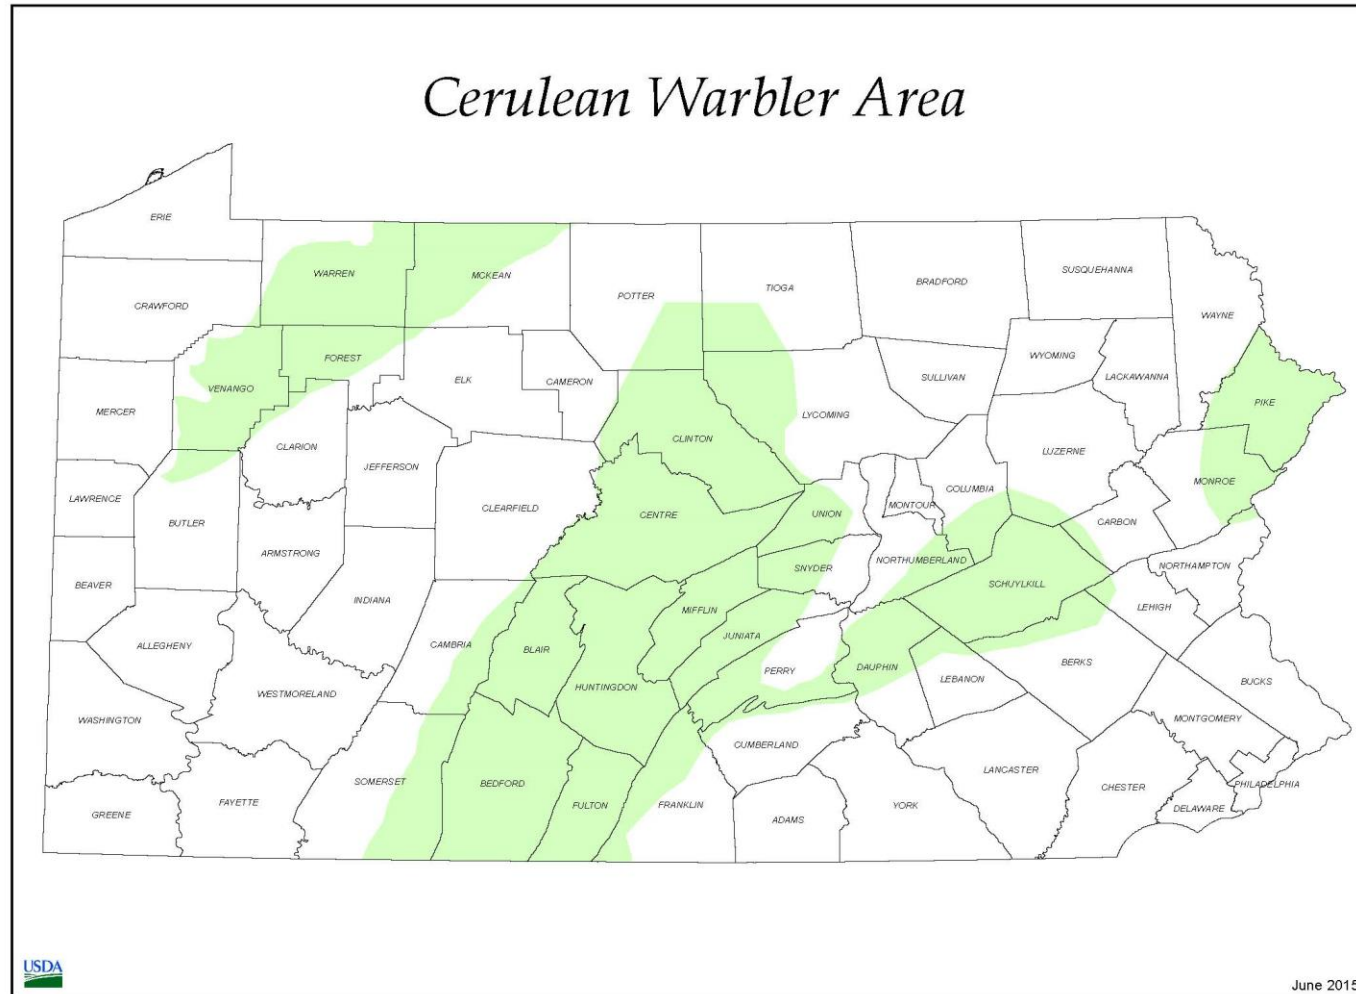 Cerulean Warbler Area
ERIE
WARREN
MCKEAN
SUSQUEHANNA
CRAWFORD
POTTER
TIOGA
BRADFORD
WAYNE
FOREST
WYOMING
VENANGO
ELK
CAMERON
SULLIVAN
LACKAWANNA
PIKE
MERCER
LYCOMING
CLINTON
CLARION
JEFFERSON
LUZERNE
MONROE
LAWRENCE
COLUMBIA
BUTLER
CLEARFIELD
CENTRE
UNION
MONTOUR
CARBON
ARMSTRONG
BEAVER
SNYDER
NORTHUMBERLAND
NORTHAMPTON
SCHUYLKILL
INDIANA
MIFFLIN
LEHIGH
ALLEGHENY
CAMBRIA
BLAIR
JUNIATA
PERRY
DAUPHIN
BERKS
HUNTINGDON
LEBANON
BUCKS
WESTMORELAND
WASHINGTON
MONTGOMERY
CUMBERLAND
LANCASTER
SOMERSET
BEDFORD
PHILADELPHIA
CHESTER
FAYETTE
FULTON
FRANKLIN
YORK
DELAWARE
GREENE
ADAMS
USDA
June 2015